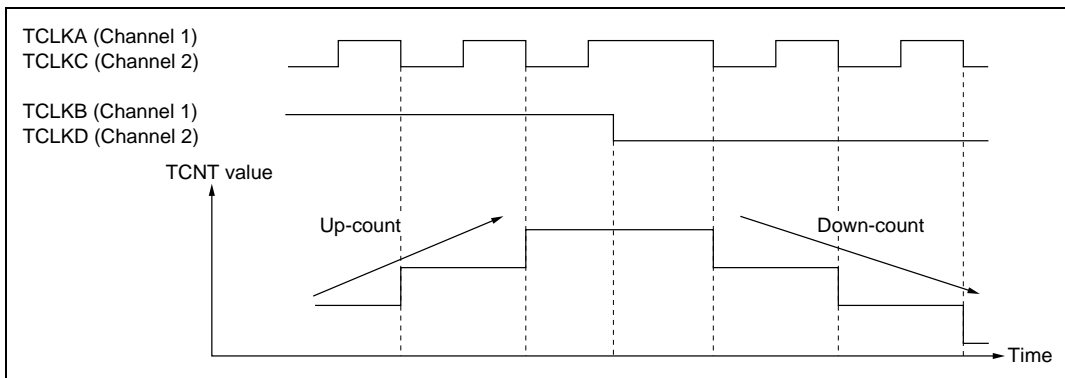 TCLKA (Channel 1)
TCLKC (Channel 2)
TCLKB (Channel 1)
TCLKD (Channel 2)
TCNT value
Up-count
Down-count
Time